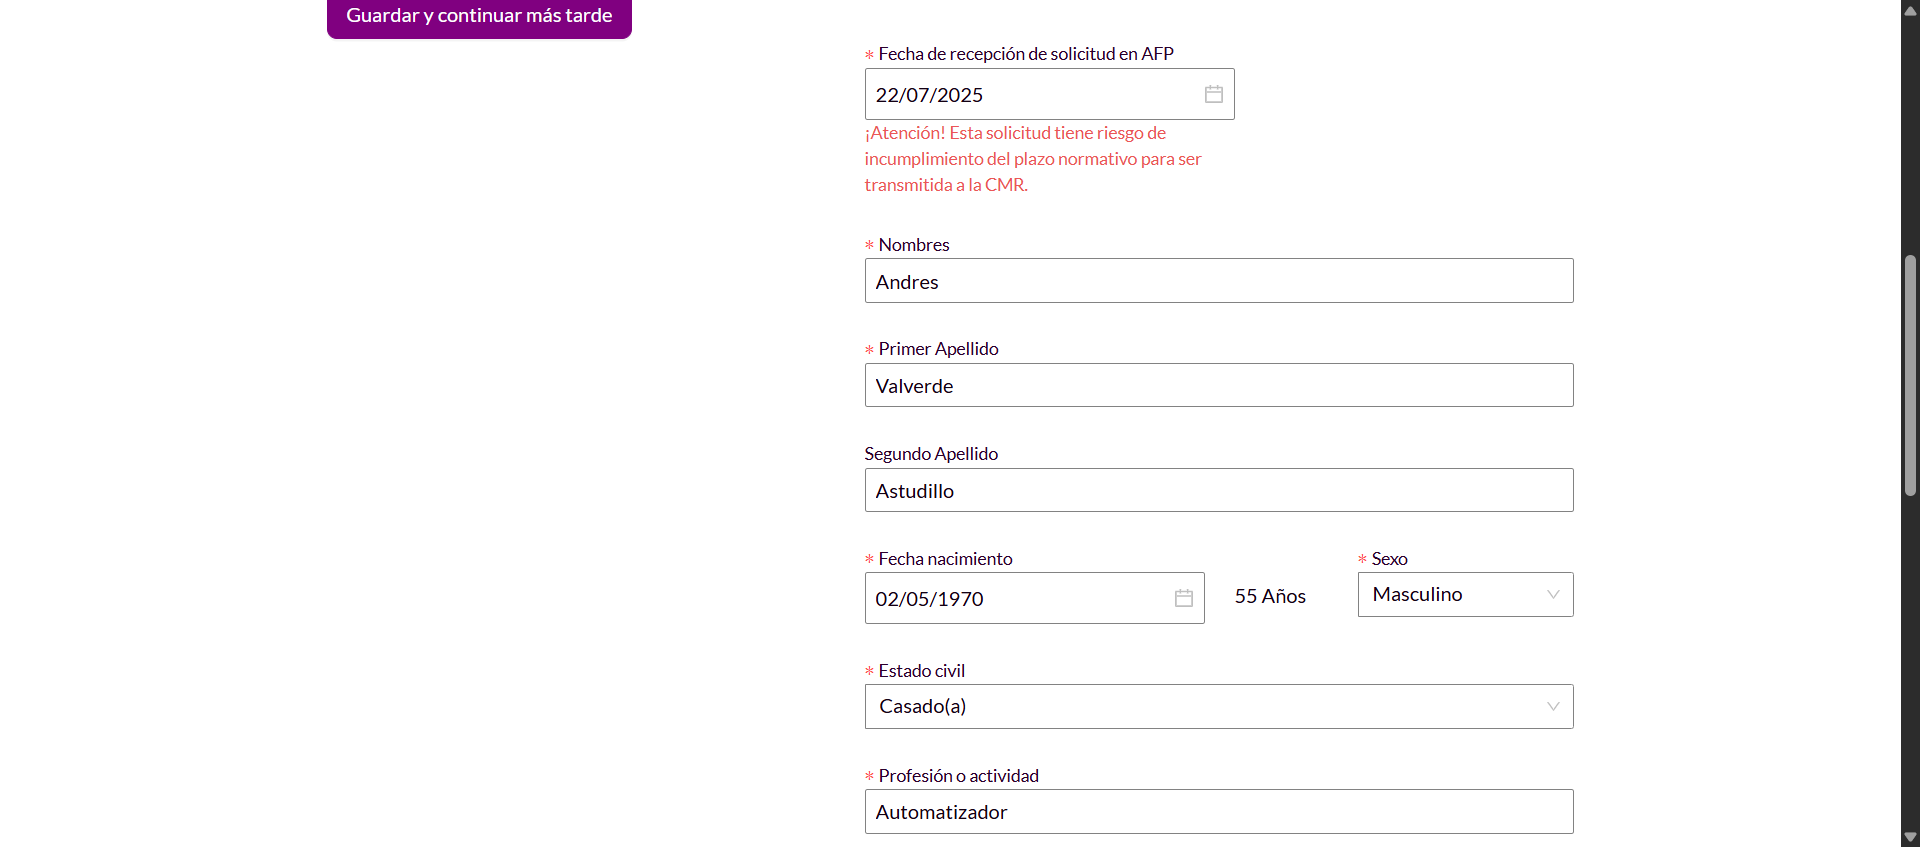 Guardar y continuar más tarde
* Fecha de recepción de solicitud en AFP
22/07/2025
¡Atención! Esta solicitud tiene riesgo de
incumplimiento del plazo normativo para ser
transmitida a la CMR.
* Nombres
Andres
* Primer Apellido
Valverde
Segundo Apellido
Astudillo
* Fecha nacimiento
* Sexo
02/05/1970
55 Años
Masculino
* Estado civil
Casado(a)
* Profesión o actividad
Automatizador